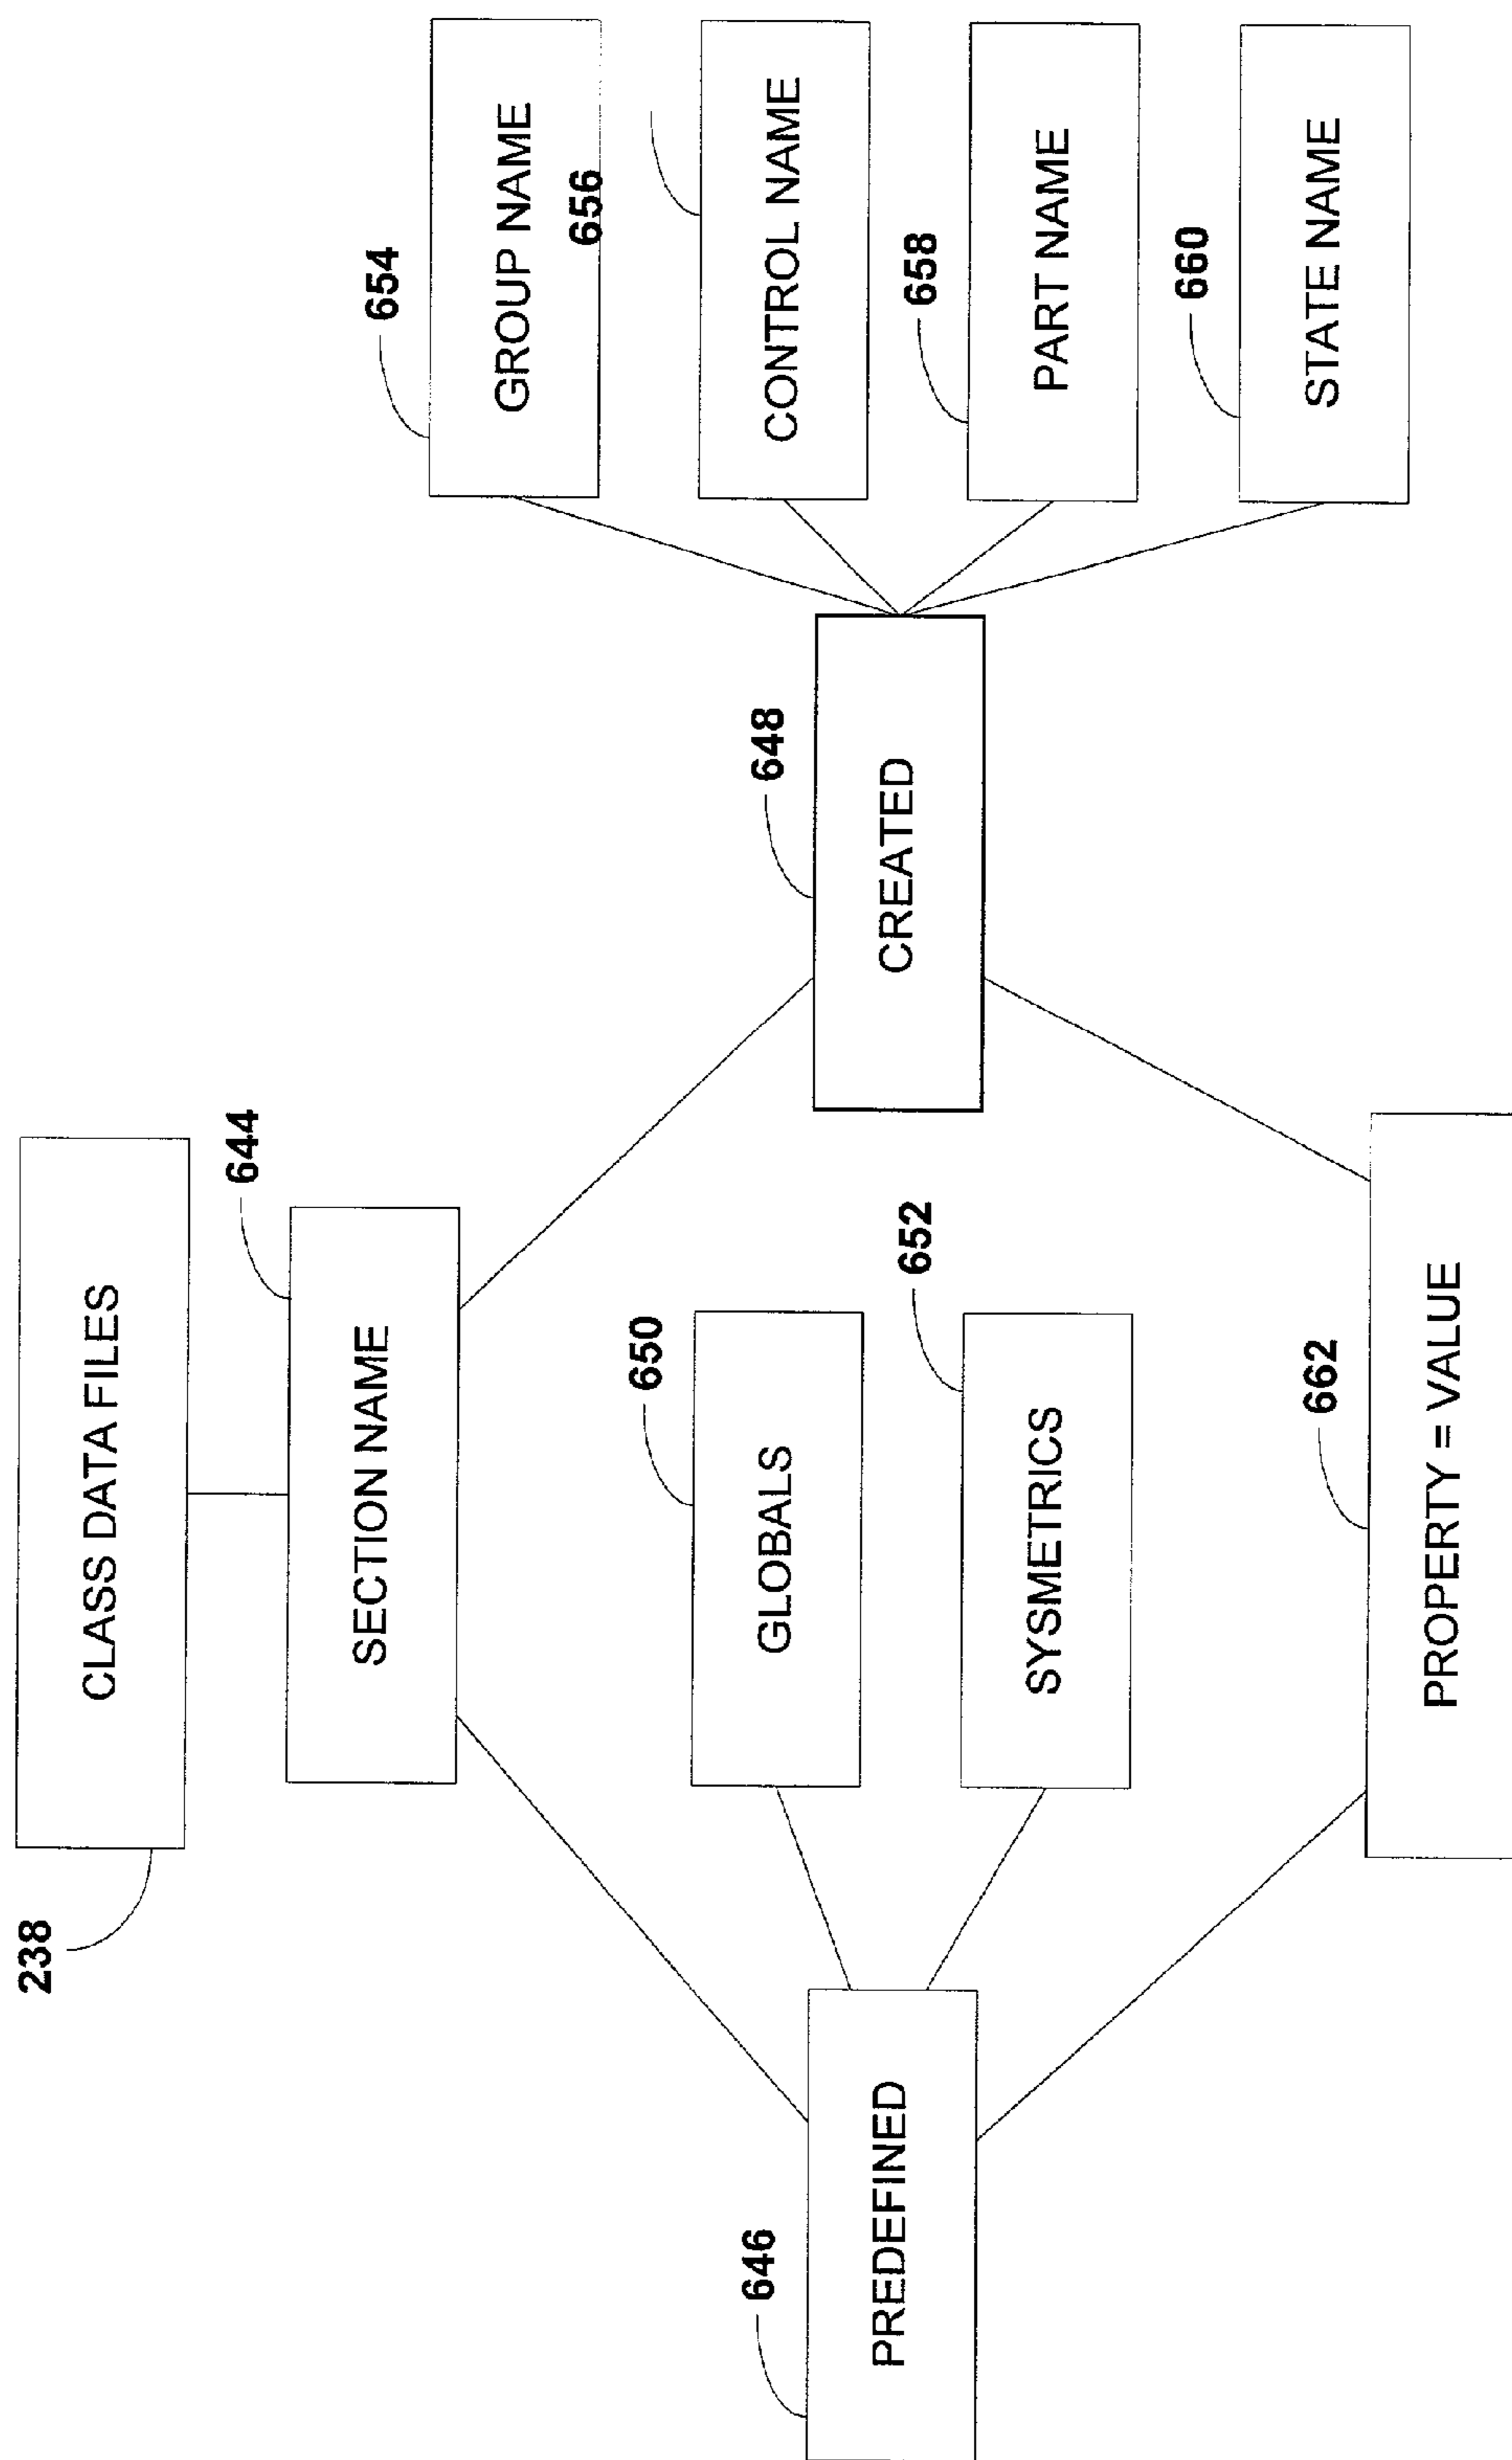 238
CLASS DATA FILES
644
SECTION NAME
654
GROUP NAME
656
CONTROL NAME
650
GLOBALS
646
PREDEFINED
648
CREATED
658
PART NAME
652
SYSMETRICS
660
STATE NAME
662
PROPERTY = VALUE